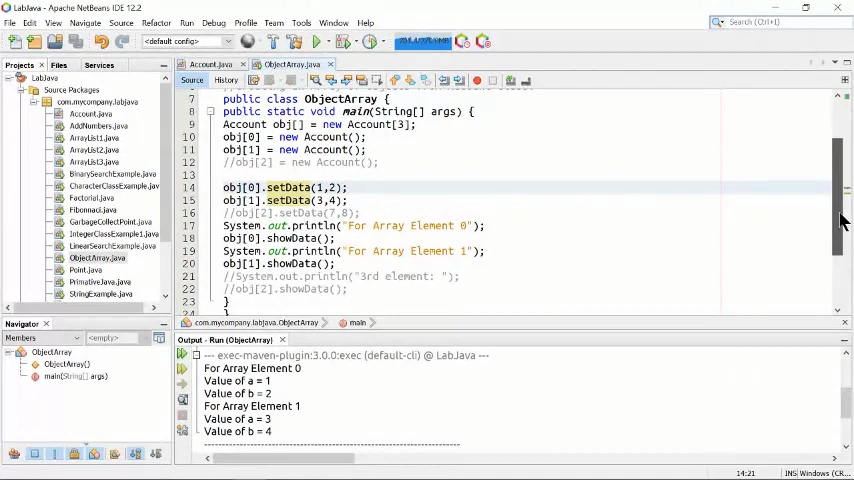 LabJava - Apache NetBeans IDE 12.2
File Edit View Navigate Source Refactor Run Debug Profile Team Tools Window Help
Search (Ctrl+I)
<default config>
Projects Files Services
Account.java ObjectArray.java
Source History
LabJava
Source Packages
com.mycompany.labjava
Account.java
AddNumbers.java
ArrayList1.java
ArrayList2.java
ArrayList3.java
BinarySearchExample.java
CharacterClassExample.java
Factorial.java
Fibonnaci.java
GarbageCollectPoint.java
IntegerClassExample1.java
LinearSearchExample.java
ObjectArray.java
Point.java
PrimativeJava.java
StringExample.java
7 public class ObjectArray {
8 public static void main(String[] args) {
9 Account obj[] = new Account[3];
10 obj[0] = new Account();
11 obj[1] = new Account();
12 //obj[2] = new Account();
13
14 obj[0].setData(1,2);
15 obj[1].setData(3,4);
16 //obj[2].setData(7,8);
17 System.out.println("For Array Element 0");
18 obj[0].showData();
19 System.out.println("For Array Element 1");
20 obj[1].showData();
21 //System.out.println("3rd element: ");
22 //obj[2].showData();
23 }
}
com.mycompany.labjava.ObjectArray main
Navigator
Members <empty>
ObjectArray
ObjectArray()
main(String[] args)
Output - Run (ObjectArray)
--- exec-maven-plugin:3.0.0:exec (default-cli) @ LabJava ---
For Array Element 0
Value of a = 1
Value of b = 2
For Array Element 1
Value of a = 3
Value of b = 4
------------------------------------------------------------------------
14:21 INS Windows (CRLF)